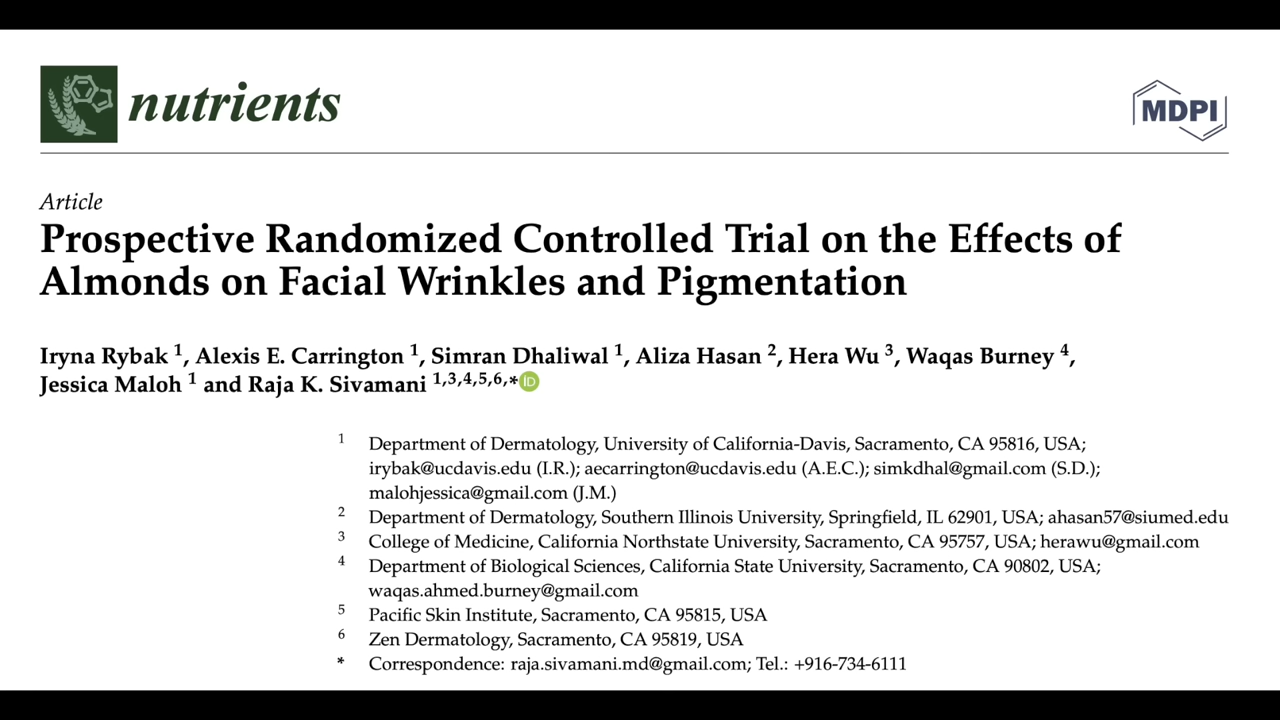 nutrients
MDPI
Article
Prospective Randomized Controlled Trial on the Effects of
Almonds on Facial Wrinkles and Pigmentation
Iryna Rybak 1, Alexis E. Carrington 1, Simran Dhaliwal 1, Aliza Hasan 2, Hera Wu 3, Waqas Burney 4,
Jessica Maloh 1 and Raja K. Sivamani 1,3,4,5,6,* iD
1 Department of Dermatology, University of California-Davis, Sacramento, CA 95816, USA;
irybak@ucdavis.edu (I.R.); aecarrington@ucdavis.edu (A.E.C.); simkdhal@gmail.com (S.D.);
malohjessica@gmail.com (J.M.)
2 Department of Dermatology, Southern Illinois University, Springfield, IL 62901, USA; ahasan57@siumed.edu
3 College of Medicine, California Northstate University, Sacramento, CA 95757, USA; herawu@gmail.com
4 Department of Biological Sciences, California State University, Sacramento, CA 90802, USA;
waqas.ahmed.burney@gmail.com
5 Pacific Skin Institute, Sacramento, CA 95815, USA
6 Zen Dermatology, Sacramento, CA 95819, USA
* Correspondence: raja.sivamani.md@gmail.com; Tel.: +916-734-6111